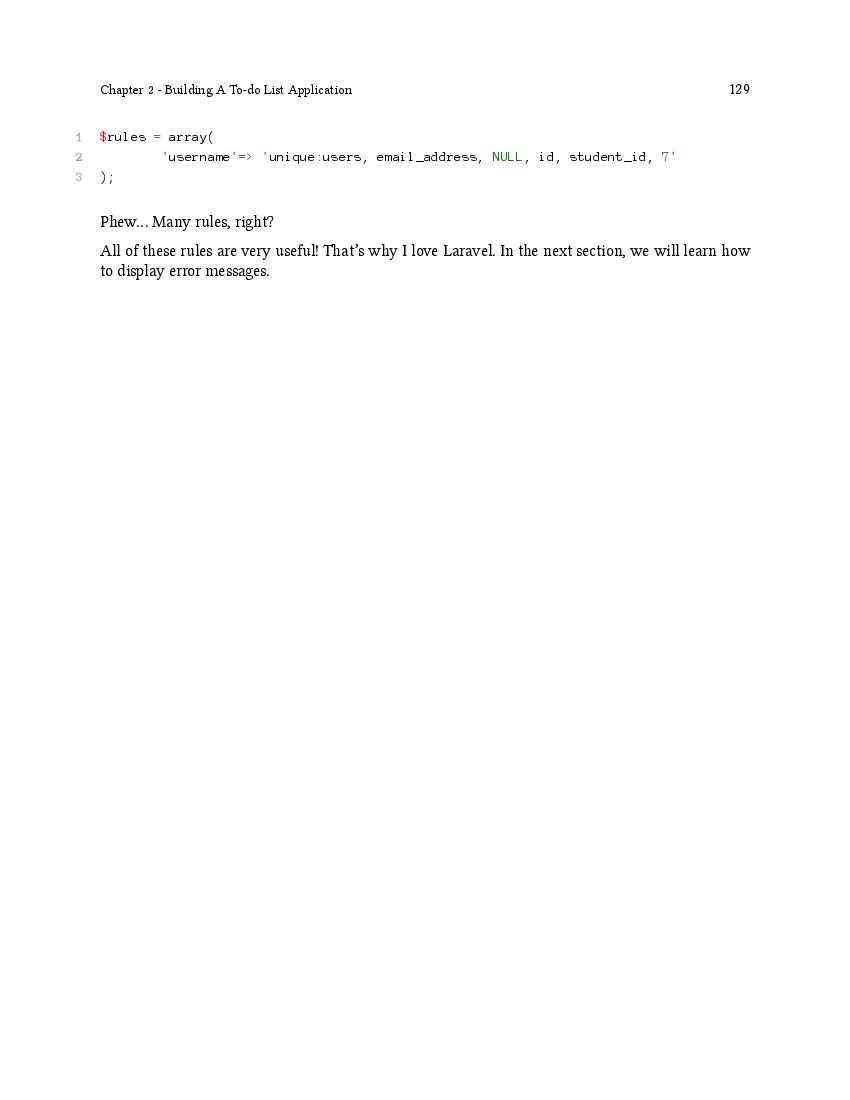 Chapter 2 - Building A To-do List Application 129
1 $rules = array(
2 'username'=> 'unique:users, email_address, NULL, id, student_id, 7'
3 );
Phew... Many rules, right?
All of these rules are very useful! That's why I love Laravel. In the next section, we will learn how
to display error messages.